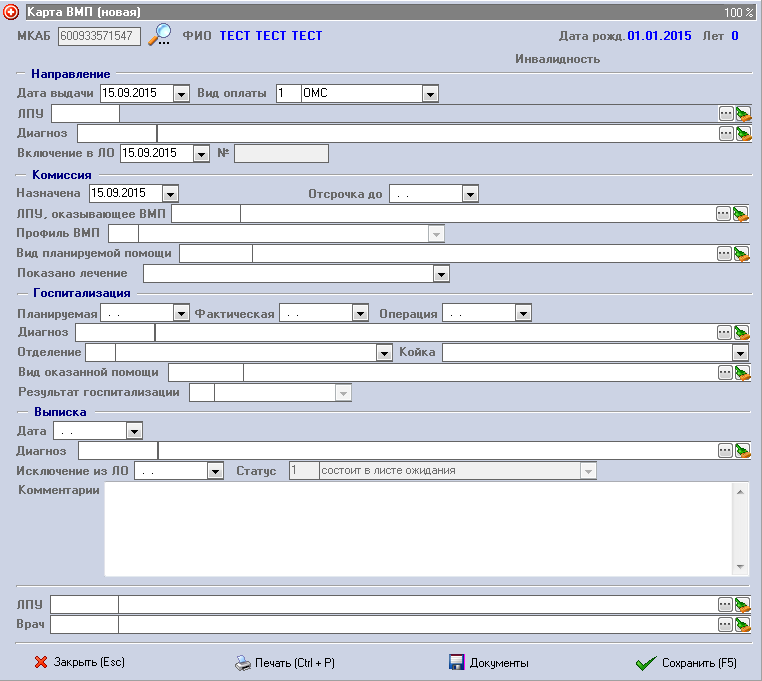 Карта ВМП (новая) 100 %
МКАБ 600933571547 ФИО ТЕСТ ТЕСТ ТЕСТ Дата рожд. 01.01.2015 Лет 0
Инвалидность
Направление
Дата выдачи 15.09.2015 Вид оплаты 1 ОМС
ЛПУ
Диагноз
Включение в ЛО 15.09.2015 №
Комиссия
Назначена 15.09.2015 Отсрочка до . .
ЛПУ, оказывающее ВМП
Профиль ВМП
Вид планируемой помощи
Показано лечение
Госпитализация
Планируемая . . Фактическая . . Операция . .
Диагноз
Отделение Койка
Вид оказанной помощи
Результат госпитализации
Выписка
Дата . .
Диагноз
Исключение из ЛО . . Статус 1 состоит в листе ожидания
Комментарии
ЛПУ
Врач
Закрыть (Esc) Печать (Ctrl + P) Документы Сохранить (F5)